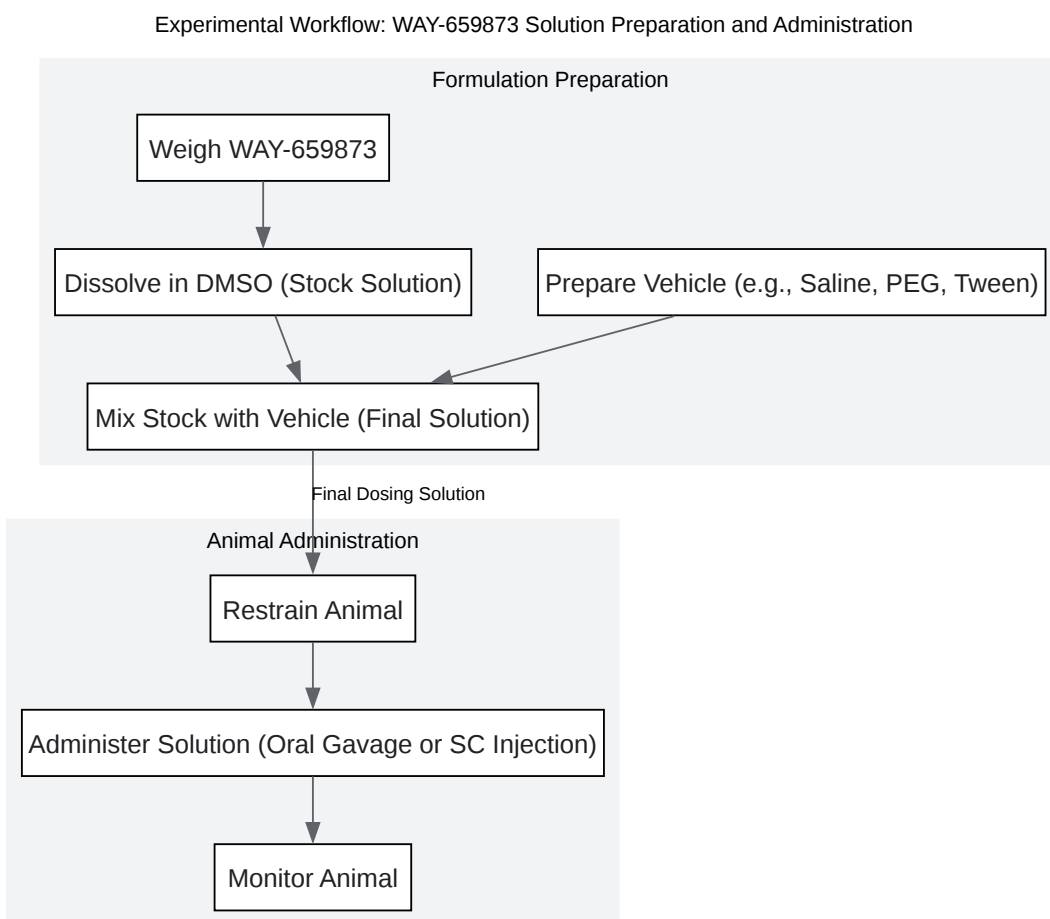 Experimental Workflow: WAY-659873 Solution Preparation and Administration
Formulation Preparation
Weigh WAY-659873
Dissolve in DMSO (Stock Solution)
Prepare Vehicle (e.g., Saline, PEG, Tween)
Mix Stock with Vehicle (Final Solution)
Final Dosing Solution
Animal Administration
Restrain Animal
Administer Solution (Oral Gavage or SC Injection)
Monitor Animal